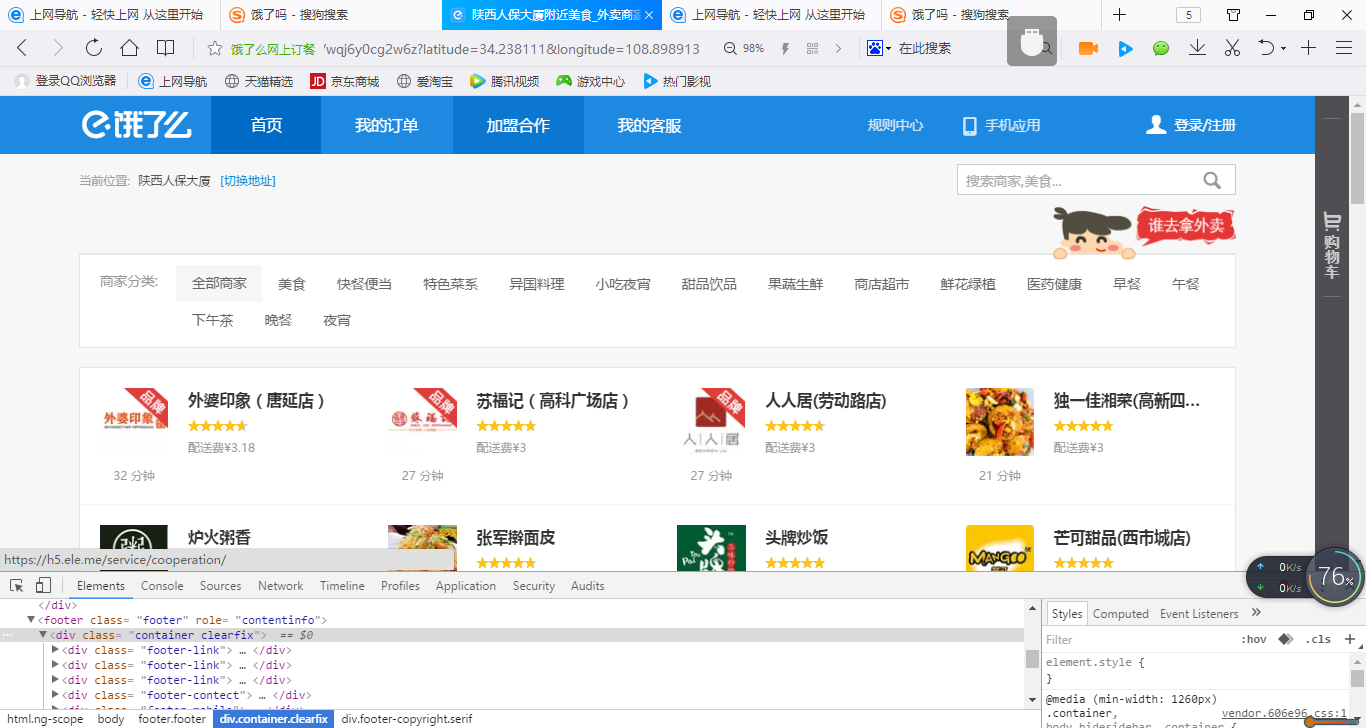 上网导航 - 轻快上网 从这里开始
饿了吗 - 搜狗搜索
陕西人保大厦附近美食_外卖商
上网导航 - 轻快上网 从这里开始
饿了吗 - 搜狗搜索
5
饿了么网上订餐 /wqj6y0cg2w6z?latitude=34.238111&longitude=108.898913
98%
在此搜索
登录QQ浏览器 上网导航 天猫精选 JD 京东商城 爱淘宝 腾讯视频 游戏中心 热门影视
饿了么 首页 我的订单 加盟合作 我的客服 规则中心 手机应用 登录/注册
当前位置: 陕西人保大厦 [切换地址]
搜索商家,美食...
谁去拿外卖
购物车
商家分类: 全部商家 美食 快餐便当 特色菜系 异国料理 小吃夜宵 甜品饮品 果蔬生鲜 商店超市 鲜花绿植 医药健康 早餐 午餐
下午茶 晚餐 夜宵
品牌
外婆印象
外婆印象 ( 唐延店 )
配送费¥3.18
32 分钟
品牌
苏福记 ( 高科广场店 )
配送费¥3
27 分钟
品牌
人人居
人人居(劳动路店)
配送费¥3
27 分钟
独一佳湘菜(高新四...
配送费¥3
21 分钟
粥
炉火粥香
张军擀面皮
头牌
头牌炒饭
MANGOO
芒可甜品(西市城店)
https://h5.ele.me/service/cooperation/
0K/s
0K/s
76%
Elements Console Sources Network Timeline Profiles Application Security Audits
</div>
▼<footer class= "footer" role= "contentinfo">
... ▼<div class= "container clearfix"> == $0
▶<div class= "footer-link"> … </div>
▶<div class= "footer-link"> … </div>
▶<div class= "footer-link"> … </div>
▶<div class= "footer-contect"> … </div>
Styles Computed Event Listeners »
Filter :hov .cls +
element.style {
}
@media (min-width: 1260px)
.container, vendor.606e96.css:1
body.hidesidebar .container {
html.ng-scope body footer.footer div.container.clearfix div.footer-copyright.serif